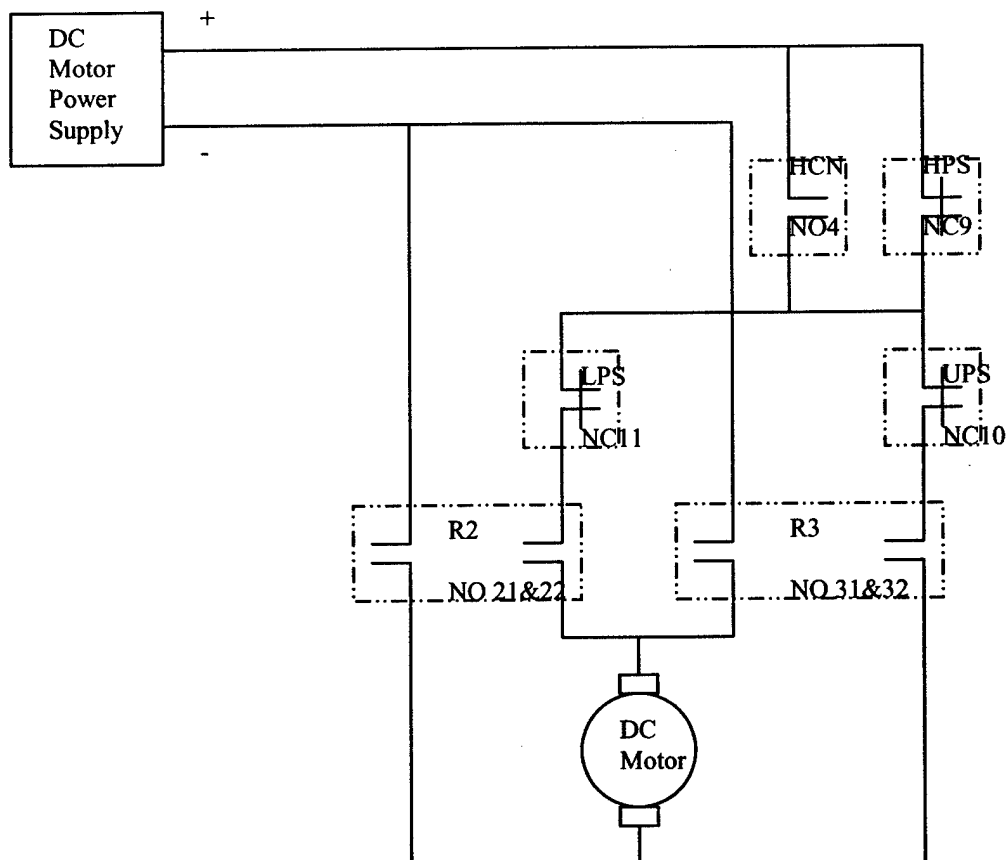 +
DC
Motor
Power
Supply
-
HCN
NO4
HPS
NC9
LPS
NC11
UPS
NC10
R2
NO 21&22
R3
NO 31&32
DC
Motor